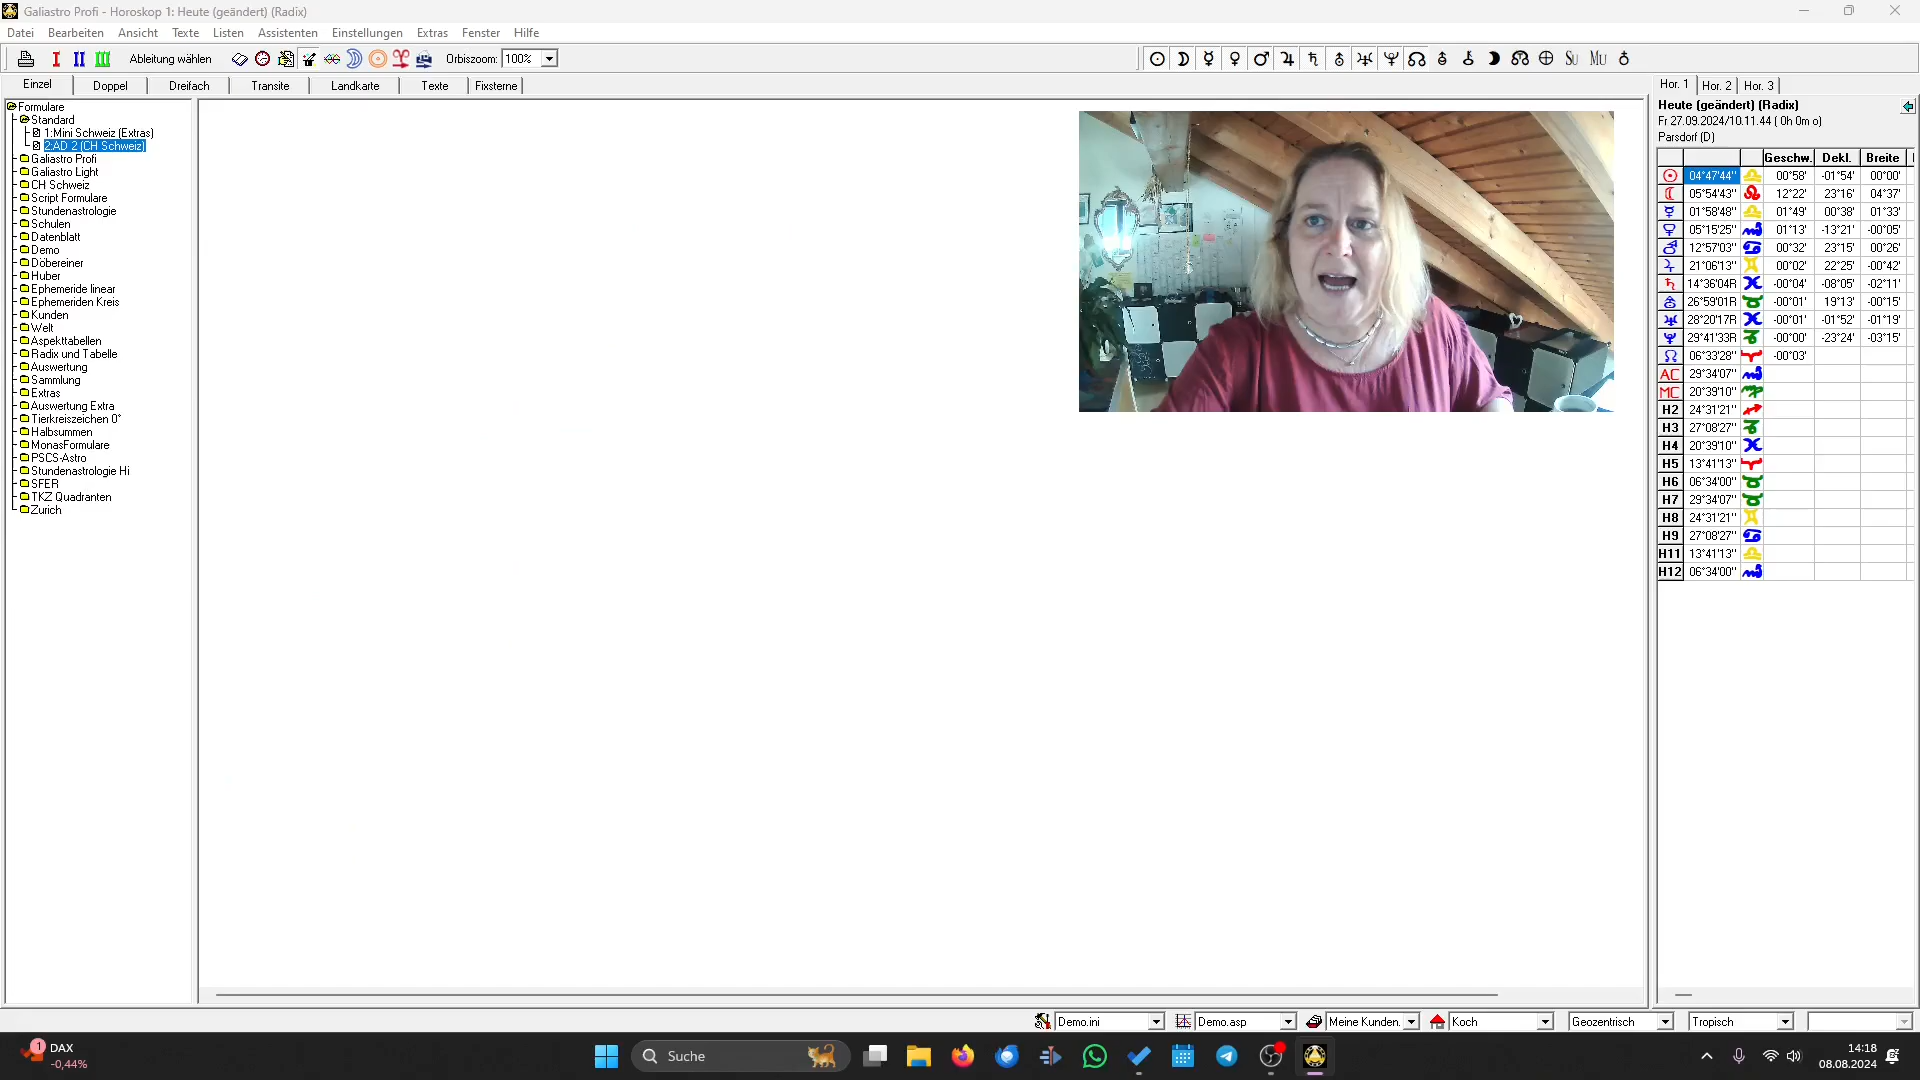 Galiastro Profi - Horoskop 1: Heute (geändert) (Radix)
Datei Bearbeiten Ansicht Texte Listen Assistenten Einstellungen Extras Fenster Hilfe
I II III Ableitung wählen Orbiszoom: 100% Su Mu
Einzel Doppel Dreifach Transite Landkarte Texte Fixsterne
Formulare
Standard
1:Mini Schweiz (Extras)
2:AD 2 (CH Schweiz)
Galiastro Profi
Galiastro Light
CH Schweiz
Script Formulare
Stundenastrologie
Schulen
Datenblatt
Demo
Döbereiner
Huber
Ephemeride linear
Ephemeriden Kreis
Kunden
Welt
Aspekttabellen
Radix und Tabelle
Auswertung
Sammlung
Extras
Auswertung Extra
Tierkreiszeichen 0°
Halbsummen
MonasFormulare
PSCS-Astro
Stundenastrologie Hi
SFER
TKZ Quadranten
Zurich
Hor. 1 Hor. 2 Hor. 3
Heute (geändert) (Radix)
Fr 27.09.2024/10.11.44 ( 0h 0m o)
Parsdorf (D)
Geschw. Dekl. Breite
04°47'44" 00°58' -01°54' 00°00'
05°54'43" 12°22' 23°16' 04°37'
01°58'48" 01°49' 00°38' 01°33'
05°15'25" 01°13' -13°21' -00°05'
12°57'03" 00°32' 23°15' 00°26'
21°06'13" 00°02' 22°25' -00°42'
14°36'04R -00°04' -08°05' -02°11'
26°59'01R -00°01' 19°13' -00°15'
28°20'17R -00°01' -01°52' -01°19'
29°41'33R -00°00' -23°24' -03°15'
06°33'28" -00°03'
AC 29°34'07"
MC 20°39'10"
H2 24°31'21"
H3 27°08'27"
H4 20°39'10"
H5 13°41'13"
H6 06°34'00"
H7 29°34'07"
H8 24°31'21"
H9 27°08'27"
H11 13°41'13"
H12 06°34'00"
Demo.ini Demo.asp Meine Kunden. Koch Geozentrisch Tropisch
1 DAX
-0,44%
Suche
14:18
08.08.2024